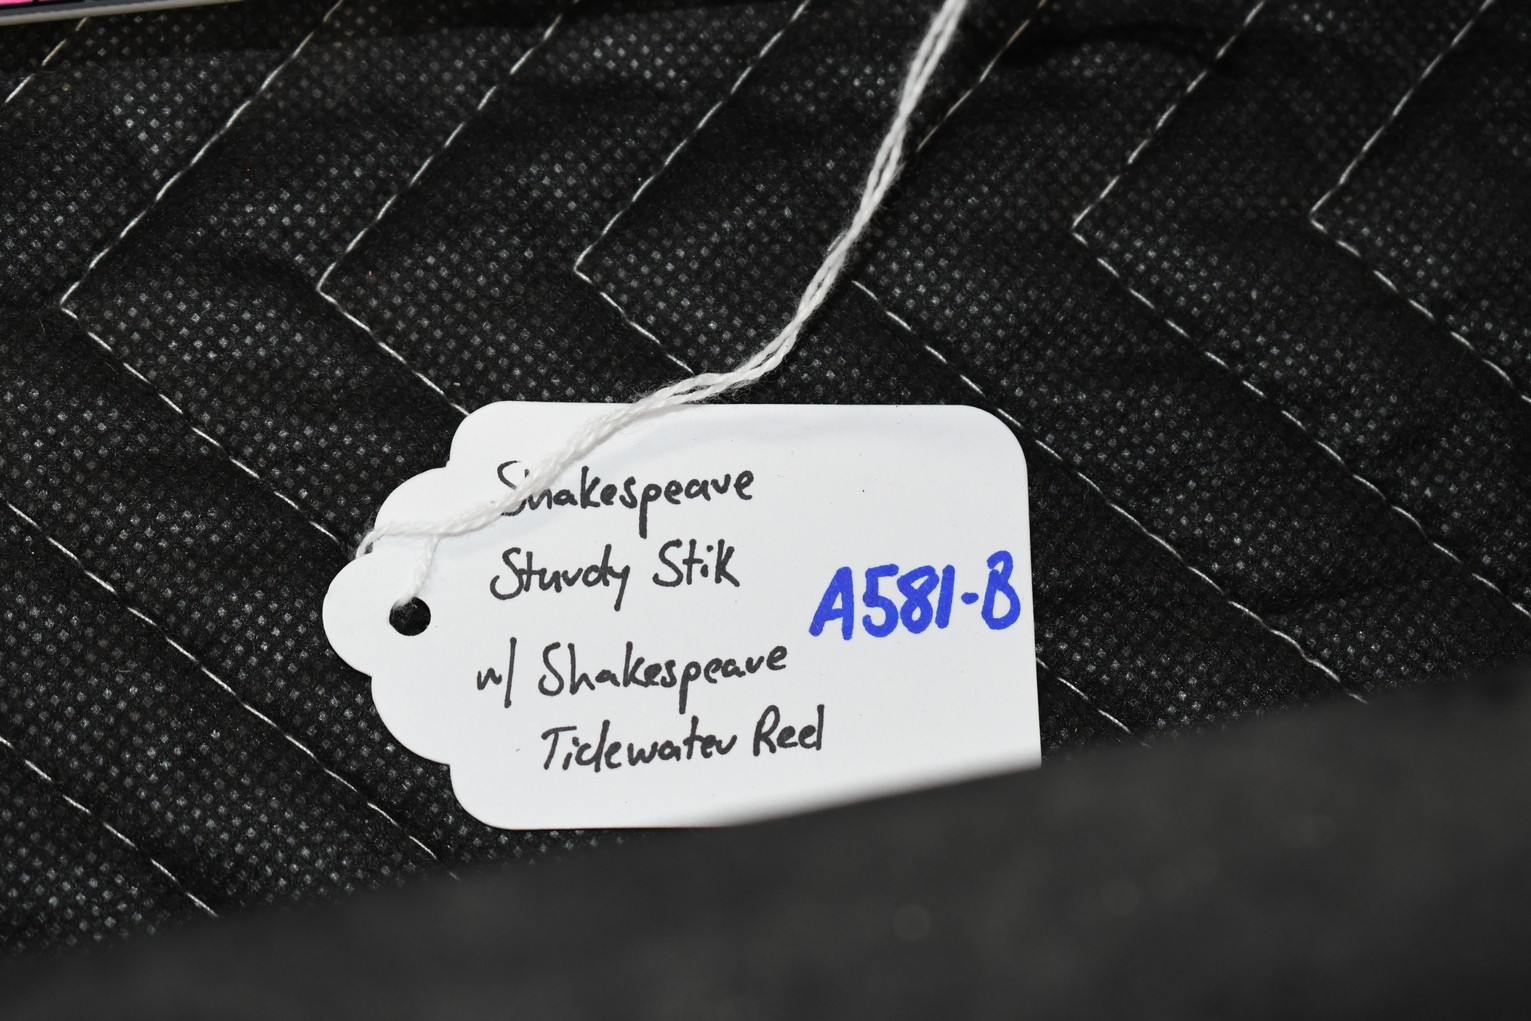 Shakespeare
Sturdy Stik
A581-B
w/ Shakespeare
Tidewater Reel